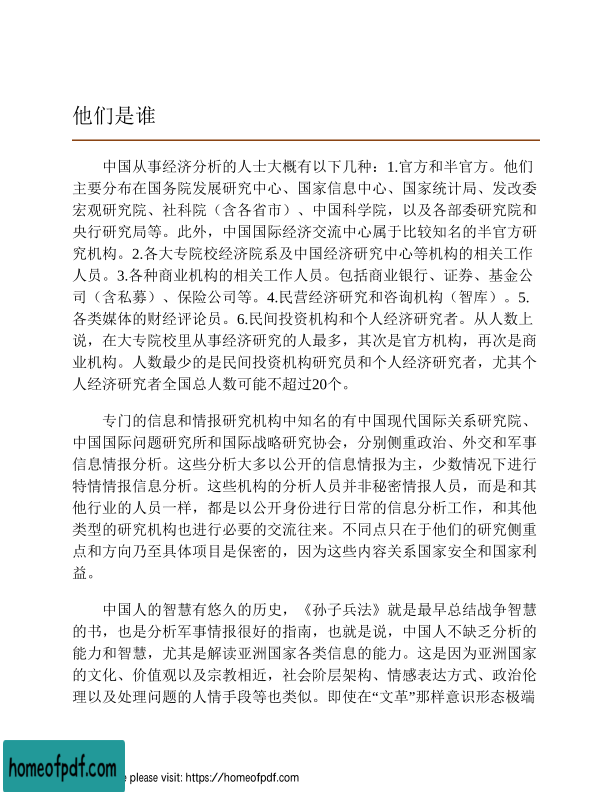 他们是谁
中国从事经济分析的人士大概有以下几种：1.官方和半官方。他们
主要分布在国务院发展研究中心、国家信息中心、国家统计局、发改委
宏观研究院、社科院（含各省市）、中国科学院，以及各部委研究院和
央行研究局等。此外，中国国际经济交流中心属于比较知名的半官方研
究机构。2.各大专院校经济院系及中国经济研究中心等机构的相关工作
人员。3.各种商业机构的相关工作人员。包括商业银行、证券、基金公
司（含私募）、保险公司等。4.民营经济研究和咨询机构（智库）。5.
各类媒体的财经评论员。6.民间投资机构和个人经济研究者。从人数上
说，在大专院校里从事经济研究的人最多，其次是官方机构，再次是商
业机构。人数最少的是民间投资机构研究员和个人经济研究者，尤其个
人经济研究者全国总人数可能不超过20个。
专门的信息和情报研究机构中知名的有中国现代国际关系研究院、
中国国际问题研究所和国际战略研究协会，分别侧重政治、外交和军事
信息情报分析。这些分析大多以公开的信息情报为主，少数情况下进行
特情情报信息分析。这些机构的分析人员并非秘密情报人员，而是和其
他行业的人员一样，都是以公开身份进行日常的信息分析工作，和其他
类型的研究机构也进行必要的交流往来。不同点只在于他们的研究侧重
点和方向乃至具体项目是保密的，因为这些内容关系国家安全和国家利
益。
中国人的智慧有悠久的历史，《孙子兵法》就是最早总结战争智慧
的书，也是分析军事情报很好的指南，也就是说，中国人不缺乏分析的
能力和智慧，尤其是解读亚洲国家各类信息的能力。这是因为亚洲国家
的文化、价值观以及宗教相近，社会阶层架构、情感表达方式、政治伦
理以及处理问题的人情手段等也类似。即使在“文革”那样意识形态极端
homeofpdf.com
e please visit: https://homeofpdf.com